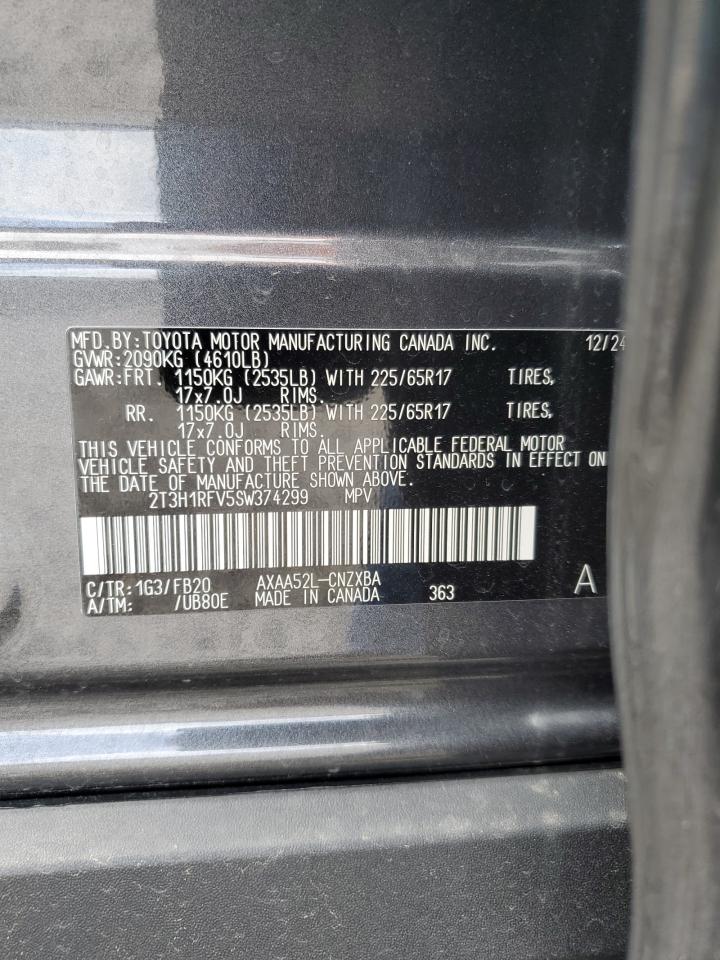 MFD.BY:TOYOTA MOTOR MANUFACTURING CANADA INC. 12/24
GVWR:2090KG (4610LB)
GAWR:FRT. 1150KG (2535LB) WITH 225/65R17 TIRES,
17x7.0J RIMS.
RR. 1150KG (2535LB) WITH 225/65R17 TIRES,
17x7.0J RIMS.
THIS VEHICLE CONFORMS TO ALL APPLICABLE FEDERAL MOTOR
VEHICLE SAFETY AND THEFT PREVENTION STANDARDS IN EFFECT ON
THE DATE OF MANUFACTURE SHOWN ABOVE.
2T3H1RFV5SW374299 MPV
C/TR:1G3/FB20 AXAA52L-CNZXBA A
A/TM: /UB80E MADE IN CANADA 363